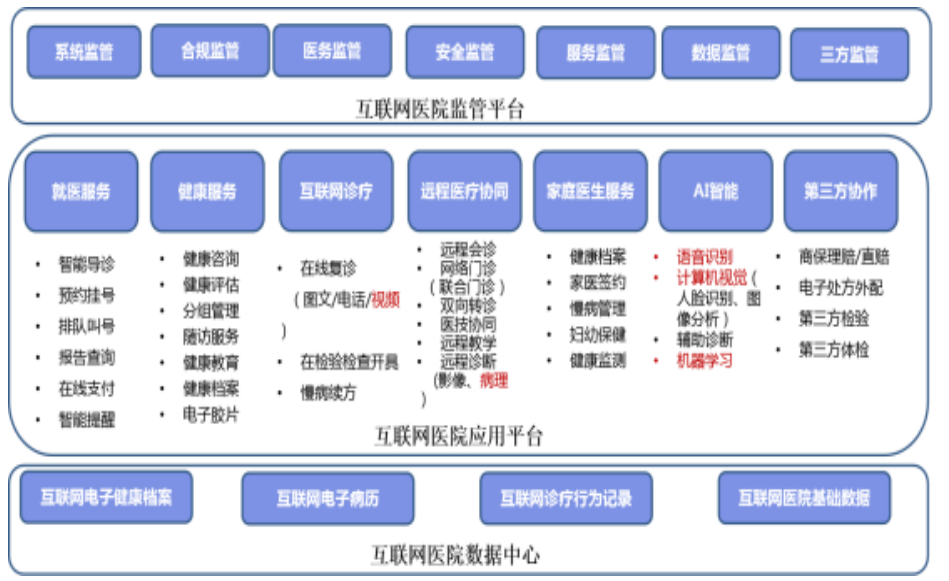 系统监管
合规监管
医务监管
安全监管
服务监管
数据监管
三方监管
互联网医院监管平台
就医服务
健康服务
互联网诊疗
远程医疗协同
家庭医生服务
AI智能
第三方协作
• 智能导诊
• 预约挂号
• 排队叫号
• 报告查询
• 在线支付
• 智能提醒
• 健康咨询
• 健康评估
• 分组管理
• 随访服务
• 健康教育
• 健康档案
• 电子胶片
• 在线复诊
（图文/电话/视频
）
• 在检验检查开具
• 慢病续方
• 远程会诊
• 网络门诊
（联合门诊）
• 双向转诊
• 医技协同
• 远程教学
• 远程诊断
(影像、病理
)
• 健康档案
• 家医签约
• 慢病管理
• 妇幼保健
• 健康监测
• 语音识别
• 计算机视觉（
人脸识别、图
像分析）
• 辅助诊断
• 机器学习
• 商保理赔/直赔
• 电子处方外配
• 第三方检验
• 第三方体检
互联网医院应用平台
互联网电子健康档案
互联网电子病历
互联网诊疗行为记录
互联网医院基础数据
互联网医院数据中心